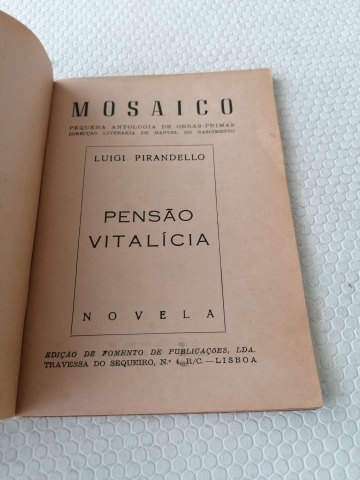 MOSAICO
PEQUENA ANTOLOGIA DE OBRAS-PRIMAS
DIRECÇÃO LITERÁRIA DE MANUEL DO NASCIMENTO
LUIGI PIRANDELLO
PENSÃO
VITALÍCIA
NOVELA
EDIÇÃO DE FOMENTO DE PUBLICAÇÕES, LDA.
TRAVESSA DO SEQUEIRO, N.º 4, R/C. — LISBOA